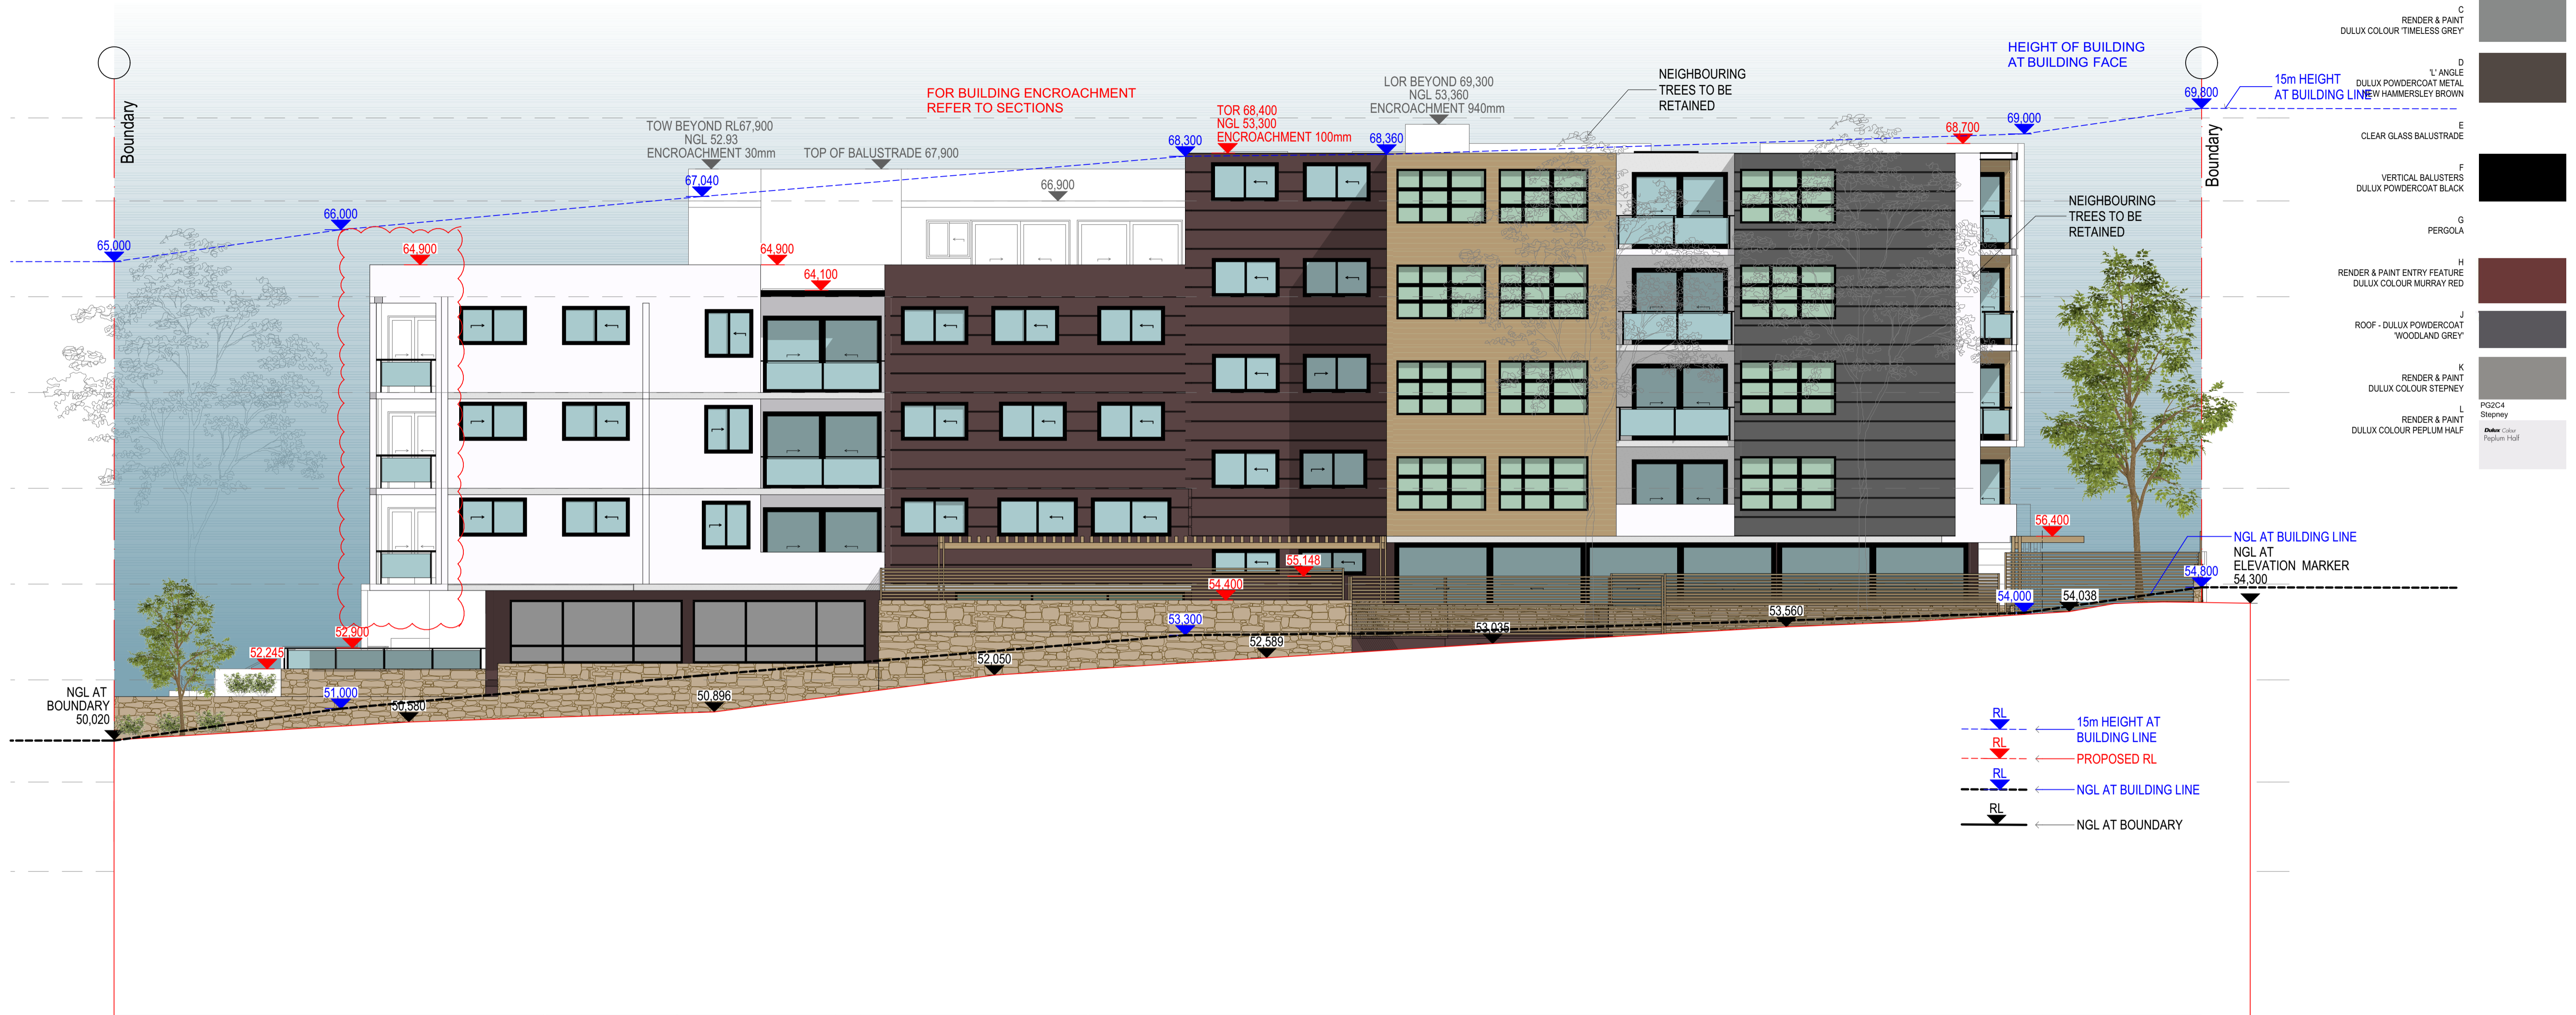 C
RENDER & PAINT
DULUX COLOUR 'TIMELESS GREY'
D
'L' ANGLE
DULUX POWDERCOAT METAL
NEW HAMMERSLEY BROWN
E
CLEAR GLASS BALUSTRADE
F
VERTICAL BALUSTERS
DULUX POWDERCOAT BLACK
G
PERGOLA
H
RENDER & PAINT ENTRY FEATURE
DULUX COLOUR MURRAY RED
J
ROOF - DULUX POWDERCOAT
'WOODLAND GREY'
K
RENDER & PAINT
DULUX COLOUR STEPNEY
PG2C4
Stepney
L
RENDER & PAINT
DULUX COLOUR PEPLUM HALF
Dulux Colour
Peplum Half
HEIGHT OF BUILDING
AT BUILDING FACE
15m HEIGHT
AT BUILDING LINE
69,800
69,000
68,700
Boundary
Boundary
NEIGHBOURING
TREES TO BE
RETAINED
LOR BEYOND 69,300
NGL 53,360
ENCROACHMENT 940mm
FOR BUILDING ENCROACHMENT
REFER TO SECTIONS
TOR 68,400
NGL 53,300
ENCROACHMENT 100mm
68,300
68,360
TOW BEYOND RL67,900
NGL 52.93
ENCROACHMENT 30mm
TOP OF BALUSTRADE 67,900
67,040
66,900
66,000
65,000
64,900
64,900
64,100
NEIGHBOURING
TREES TO BE
RETAINED
56,400
NGL AT BUILDING LINE
NGL AT
ELEVATION MARKER
54,300
54,800
54,000
54,038
53,560
53,035
55,148
54,400
53,300
52,589
52,050
50,896
50,580
51,000
52,900
52,245
NGL AT
BOUNDARY
50,020
RL
15m HEIGHT AT
BUILDING LINE
RL
PROPOSED RL
RL
NGL AT BUILDING LINE
RL
NGL AT BOUNDARY